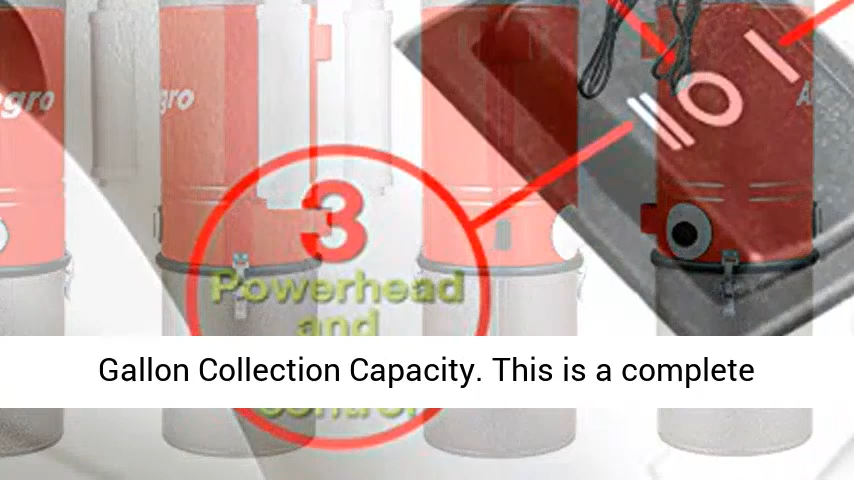 gro
gro
A
3
Powerhead
and
Gallon Collection Capacity. This is a complete